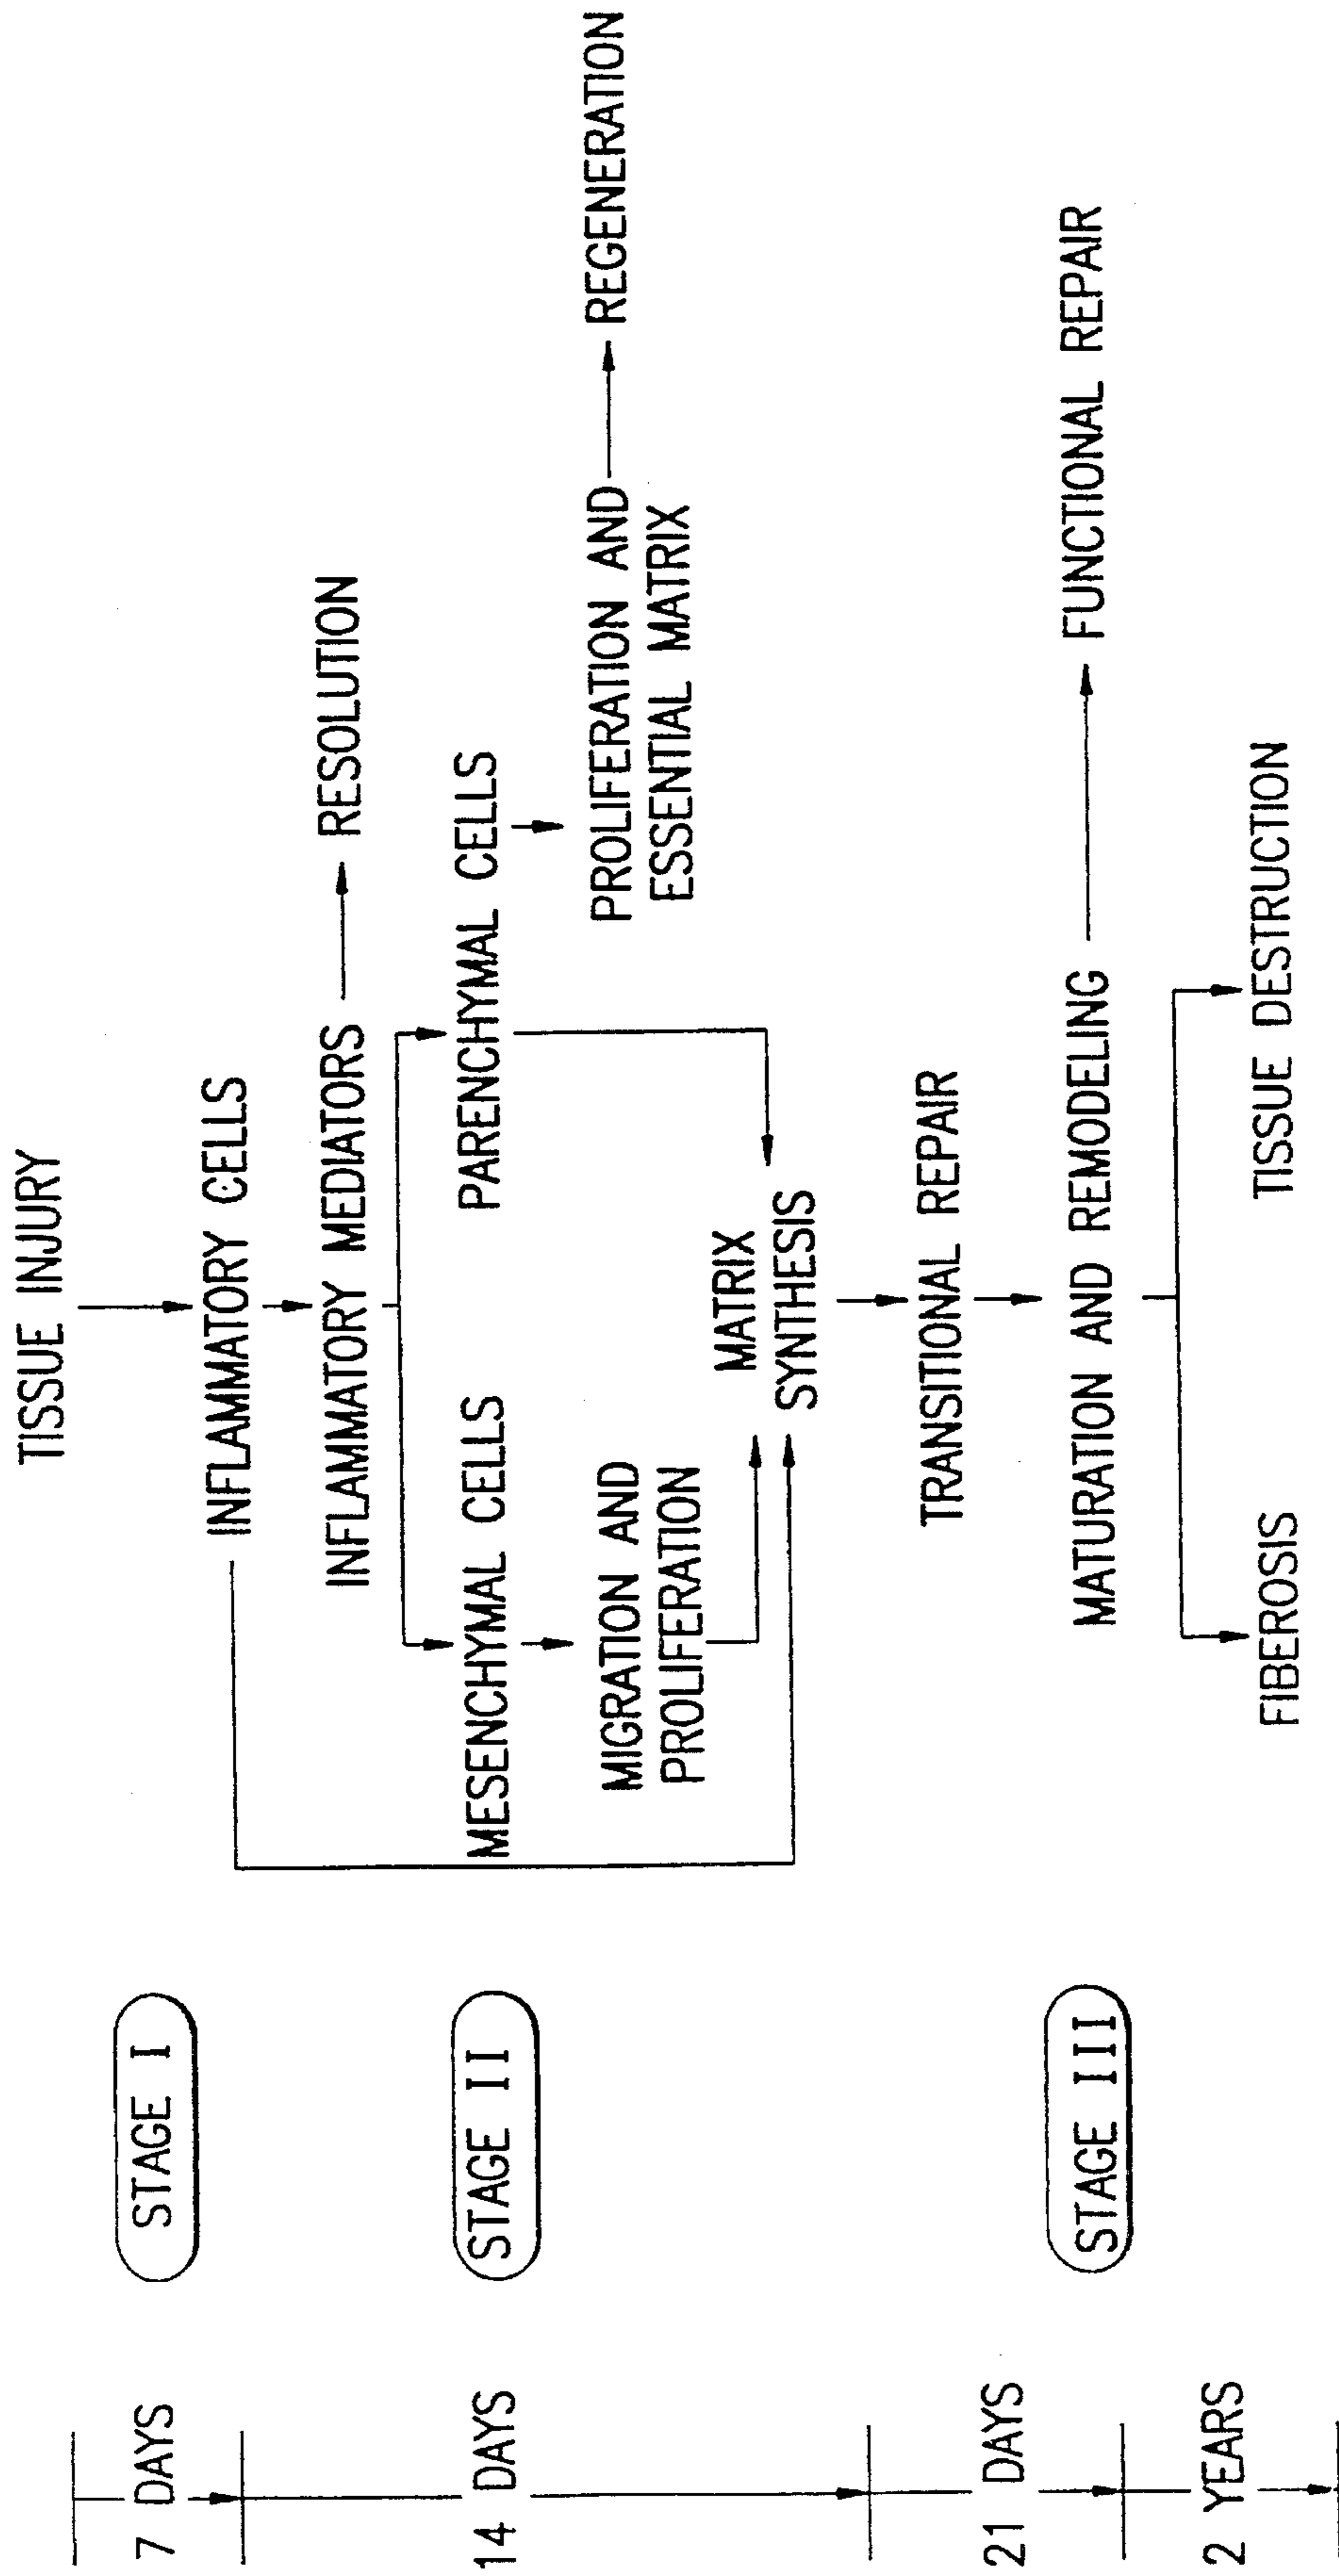 TISSUE INJURY
7 DAYS
STAGE I
INFLAMMATORY CELLS
INFLAMMATORY MEDIATORS
RESOLUTION
14 DAYS
STAGE II
MESENCHYMAL CELLS
PARENCHYMAL CELLS
MIGRATION AND
PROLIFERATION
PROLIFERATION AND
ESSENTIAL MATRIX
REGENERATION
MATRIX
SYNTHESIS
TRANSITIONAL REPAIR
21 DAYS
STAGE III
MATURATION AND REMODELING
FUNCTIONAL REPAIR
2 YEARS
FIBEROSIS
TISSUE DESTRUCTION